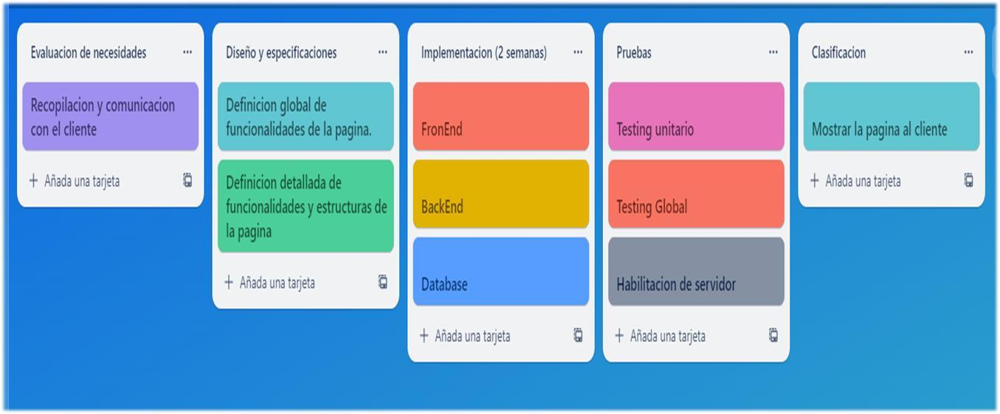 Evaluacion de necesidades
Recopilacion y comunicacion
con el cliente
+ Añada una tarjeta
Diseño y especificaciones
Definicion global de
funcionalidades de la pagina.
Definicion detallada de
funcionalidades y estructuras de
la pagina
+ Añada una tarjeta
Implementacion (2 semanas)
FronEnd
BackEnd
Database
+ Añada una tarjeta
Pruebas
Testing unitario
Testing Global
Habilitacion de servidor
+ Añada una tarjeta
Clasificacion
Mostrar la pagina al cliente
+ Añada una tarjeta